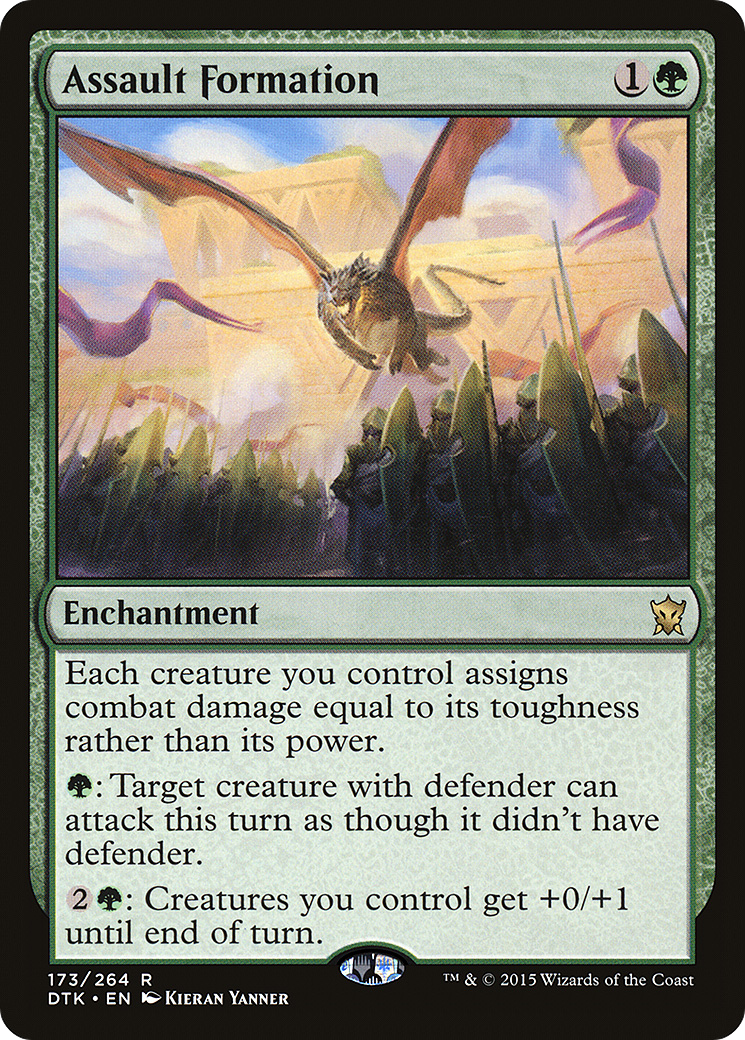 Assault Formation 1
Enchantment
Each creature you control assigns
combat damage equal to its toughness
rather than its power.
: Target creature with defender can
attack this turn as though it didn't have
defender.
2 : Creatures you control get +0/+1
until end of turn.
173/264 R
DTK • EN Kieran Yanner
™ & © 2015 Wizards of the Coast